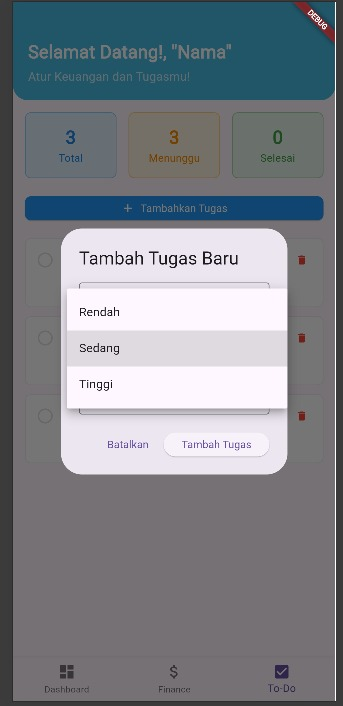 DEBUG
Selamat Datang!, "Nama"
Atur Keuangan dan Tugasmu!
3
Total
3
Menunggu
0
Selesai
+ Tambahkan Tugas
Tambah Tugas Baru
Rendah
Sedang
Tinggi
Batalkan
Tambah Tugas
Dashboard
Finance
To-Do